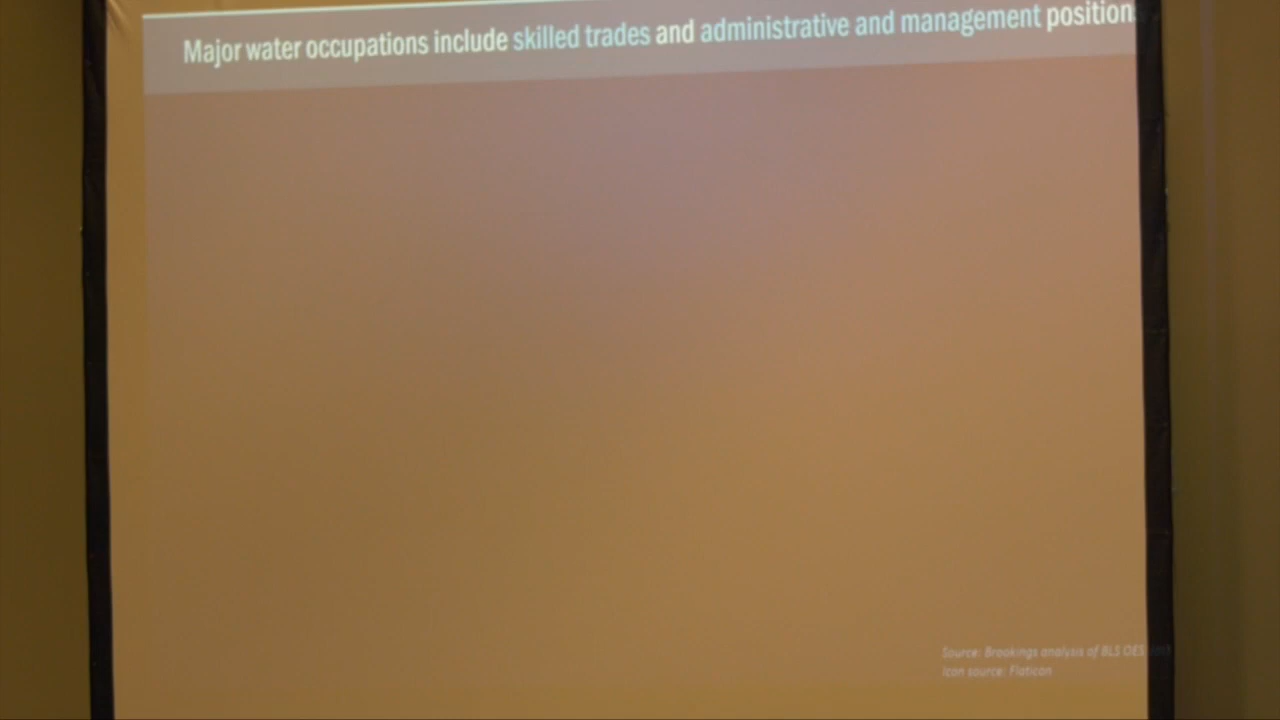 Major water occupations include skilled trades and administrative and management position
Source: Brookings analysis of BLS OES
Icon source: Flaticon